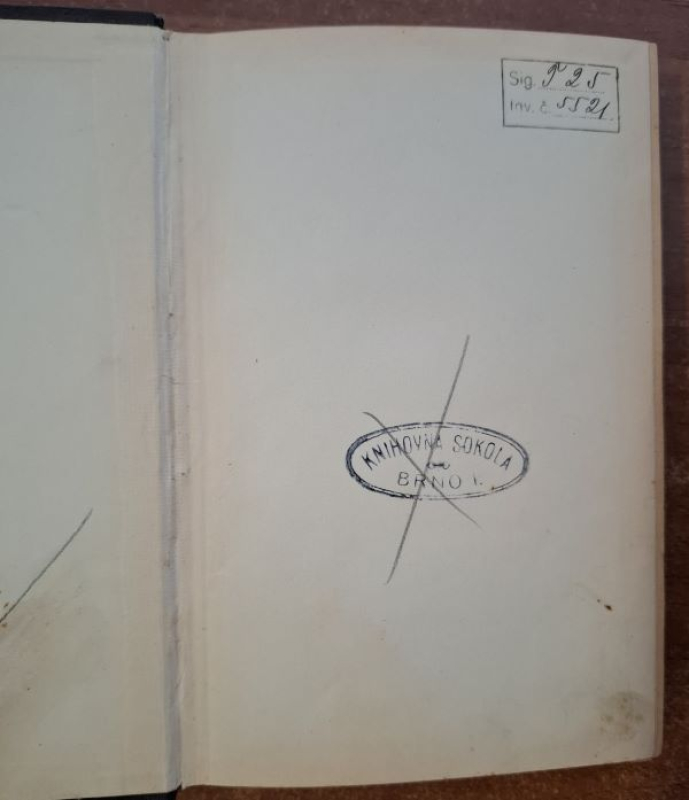 Sig. P 25
Inv. č. 5521
KNIHOVNA SOKOLA
BRNO I.